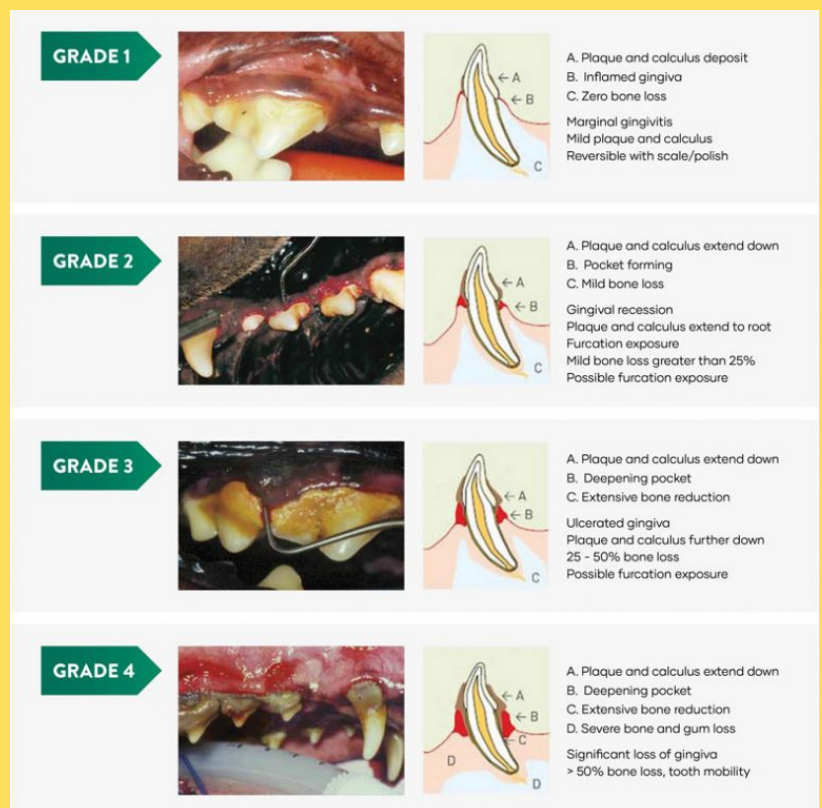 GRADE 1
A
B
C
A. Plaque and calculus deposit
B. Inflamed gingiva
C. Zero bone loss
Marginal gingivitis
Mild plaque and calculus
Reversible with scale/polish
GRADE 2
A
B
C
A. Plaque and calculus extend down
B. Pocket forming
C. Mild bone loss
Gingival recession
Plaque and calculus extend to root
Furcation exposure
Mild bone loss greater than 25%
Possible furcation exposure
GRADE 3
A
B
C
A. Plaque and calculus extend down
B. Deepening pocket
C. Extensive bone reduction
Ulcerated gingiva
Plaque and calculus further down
25 - 50% bone loss
Possible furcation exposure
GRADE 4
A
B
C
D
D
A. Plaque and calculus extend down
B. Deepening pocket
C. Extensive bone reduction
D. Severe bone and gum loss
Significant loss of gingiva
> 50% bone loss, tooth mobility